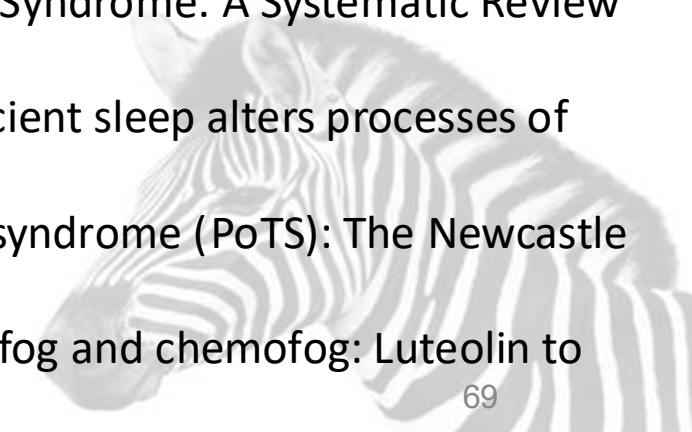 Syndrome: A Systematic Review
cient sleep alters processes of
syndrome (PoTS): The Newcastle
fog and chemofog: Luteolin to
69